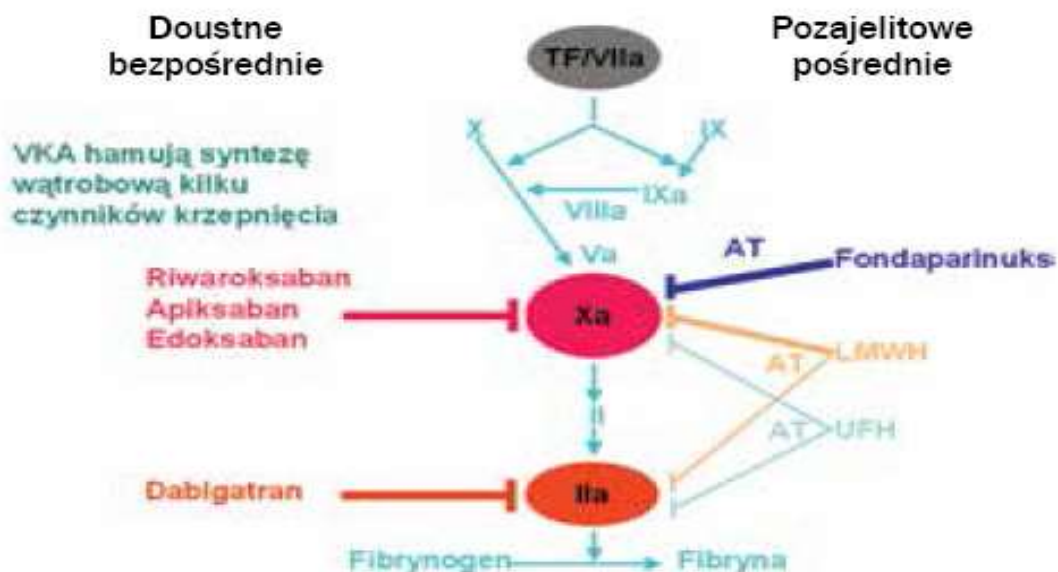 Doustne
bezpośrednie
Pozajelitowe
pośrednie
TF/VIIa
X
IX
VKA hamują syntezę
wątrobową kilku
czynników krzepnięcia
IXa
VIIIa
Va
AT
Fondaparinuks
Riwaroksaban
Apiksaban
Edoksaban
Xa
AT
LMWH
II
AT
UFH
Dabigatran
IIa
Fibrynogen
Fibryna